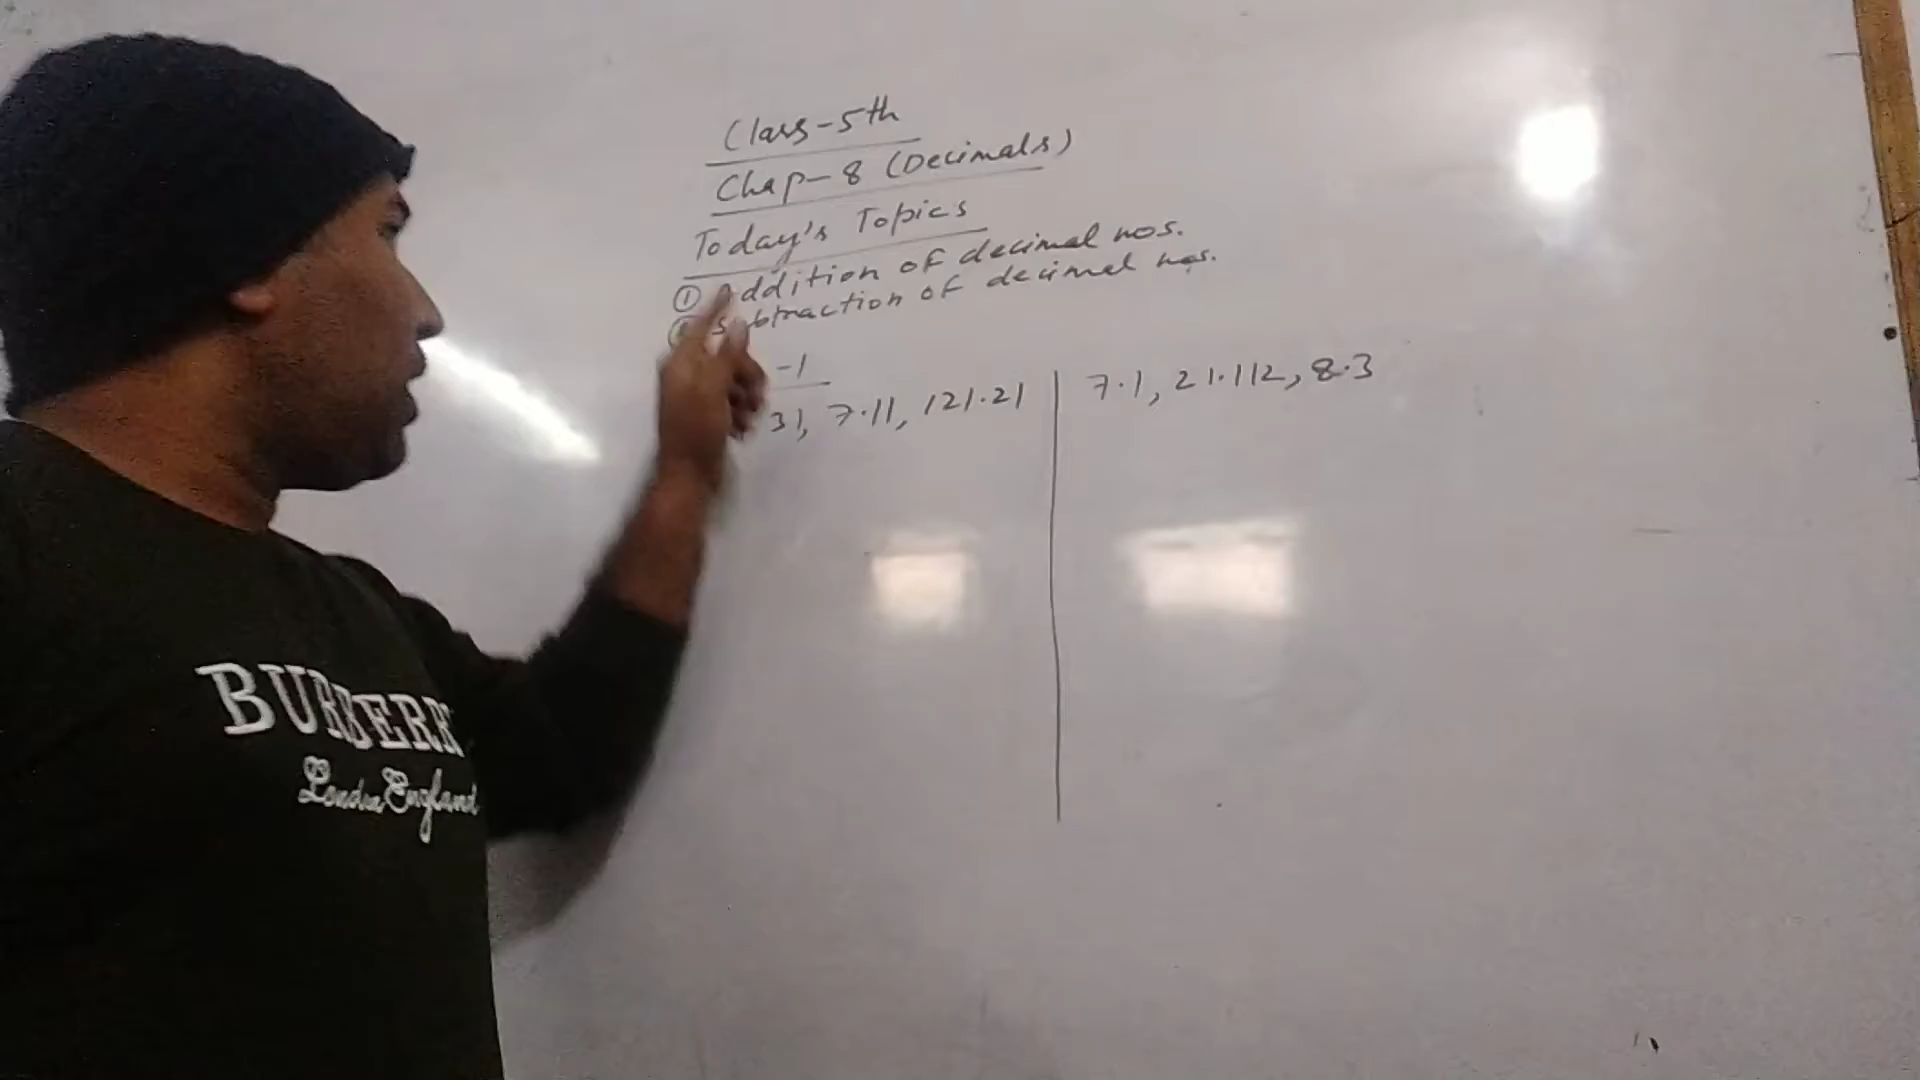 Class-5th
Chap-8 (Decimals)
Today's Topics
① Addition of decimal nos.
Subtraction of decimal nos.
-1
31, 7.11, 121.21
7.1, 21.112, 8.3
BURBERR
London England